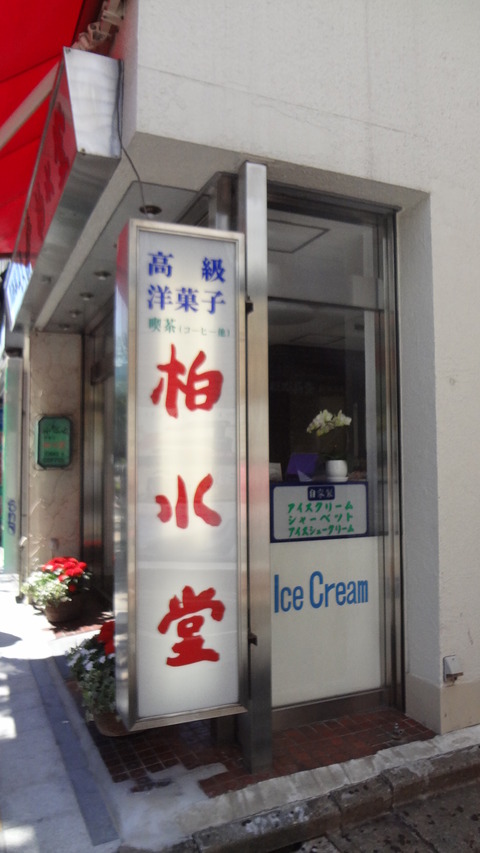 高級
洋菓子
喫茶(コーヒー他)
柏水堂
自家製
アイスクリーム
シャーベット
アイスシュークリーム
Ice Cream